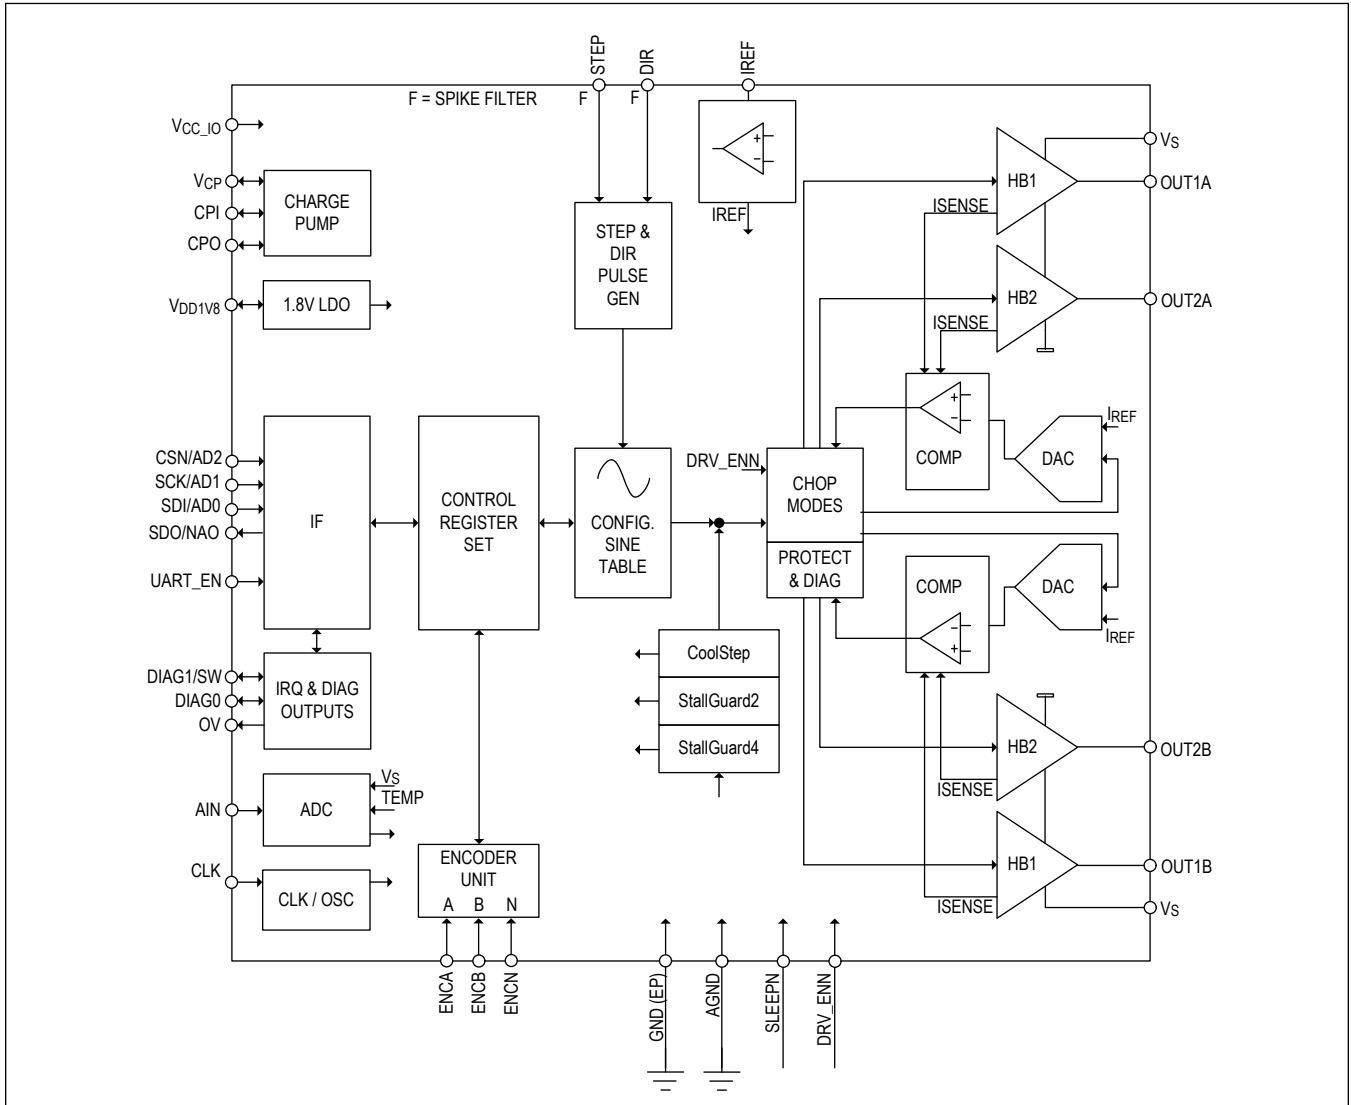 STEP
DIR
IREF
F = SPIKE FILTER
F
F
VCC_IO
VS
VCP
CPI
CPO
CHARGE
PUMP
HB1
OUT1A
ISENSE
IREF
STEP &
DIR
PULSE
GEN
VDD1V8
1.8V LDO
HB2
OUT2A
ISENSE
+
-
+
-
COMP
DAC
IREF
CSN/AD2
SCK/AD1
SDI/AD0
SDO/NAO
UART_EN
IF
CONTROL
REGISTER
SET
CONFIG.
SINE
TABLE
DRV_ENN
CHOP
MODES
PROTECT
& DIAG
COMP
-
+
DAC
IREF
DIAG1/SW
DIAG0
OV
IRQ & DIAG
OUTPUTS
CoolStep
StallGuard2
StallGuard4
HB2
OUT2B
ISENSE
AIN
ADC
VS
TEMP
CLK
CLK / OSC
ENCODER
UNIT
A B N
HB1
OUT1B
ISENSE
VS
ENCA
ENCB
ENCN
GND (EP)
AGND
SLEEPN
DRV_ENN